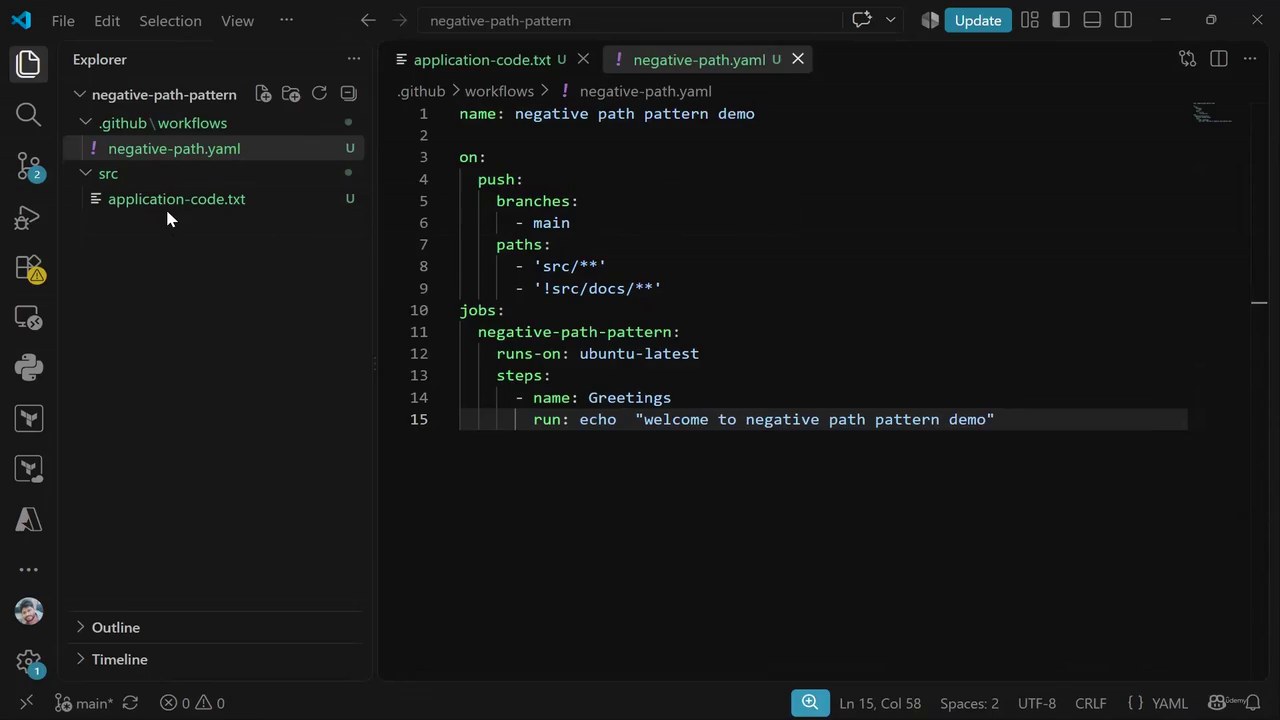 File Edit Selection View ··· negative-path-pattern Update
Explorer ···
negative-path-pattern
.github\workflows
! negative-path.yaml U
src
application-code.txt U
Outline
Timeline
application-code.txt U ! negative-path.yaml U ···
.github > workflows > ! negative-path.yaml
1 name: negative path pattern demo
2
3 on:
4   push:
5     branches:
6       - main
7     paths:
8       - 'src/**'
9       - '!src/docs/**'
10 jobs:
11   negative-path-pattern:
12     runs-on: ubuntu-latest
13     steps:
14       - name: Greetings
15         run: echo  "welcome to negative path pattern demo"
2
1
main* 0 0 Ln 15, Col 58 Spaces: 2 UTF-8 CRLF { } YAML ûdemy